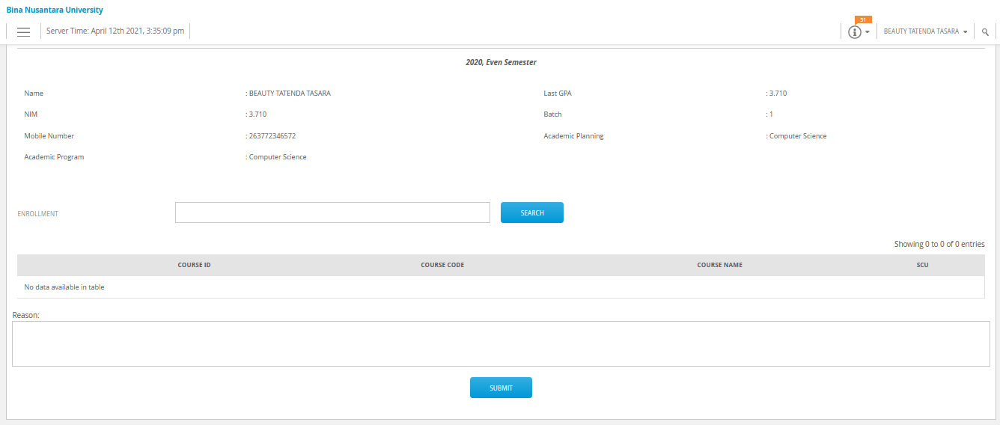 Bina Nusantara University
Server Time: April 12th 2021, 3:35:09 pm
51
BEAUTY TATENDA TASARA
2020, Even Semester
Name : BEAUTY TATENDA TASARA Last GPA : 3.710
NIM : 3.710 Batch : 1
Mobile Number : 263772346572 Academic Planning : Computer Science
Academic Program : Computer Science
ENROLLMENT SEARCH
Showing 0 to 0 of 0 entries
COURSE ID COURSE CODE COURSE NAME SCU
No data available in table
Reason:
SUBMIT